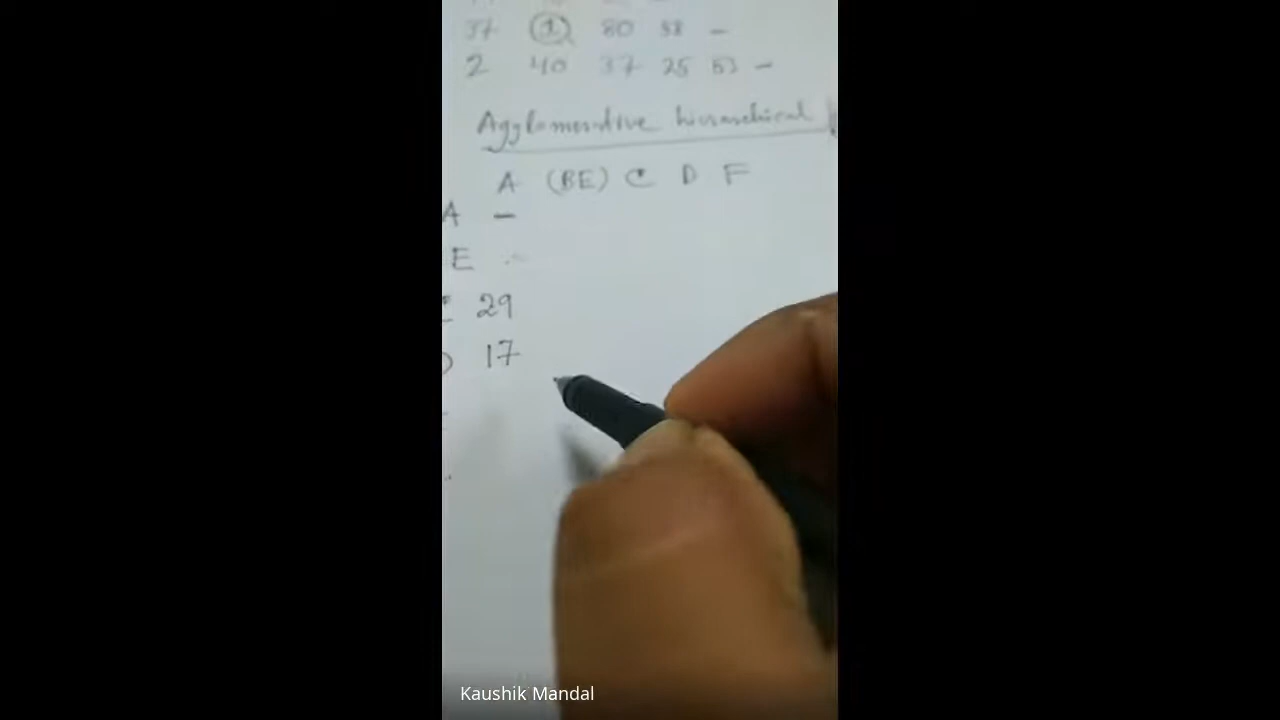 37 1 80 58 -
2 40 37 25 53 -
Agglomerative hierarchical
A (BE) C D F
A -
E
C 29
D 17
Kaushik Mandal